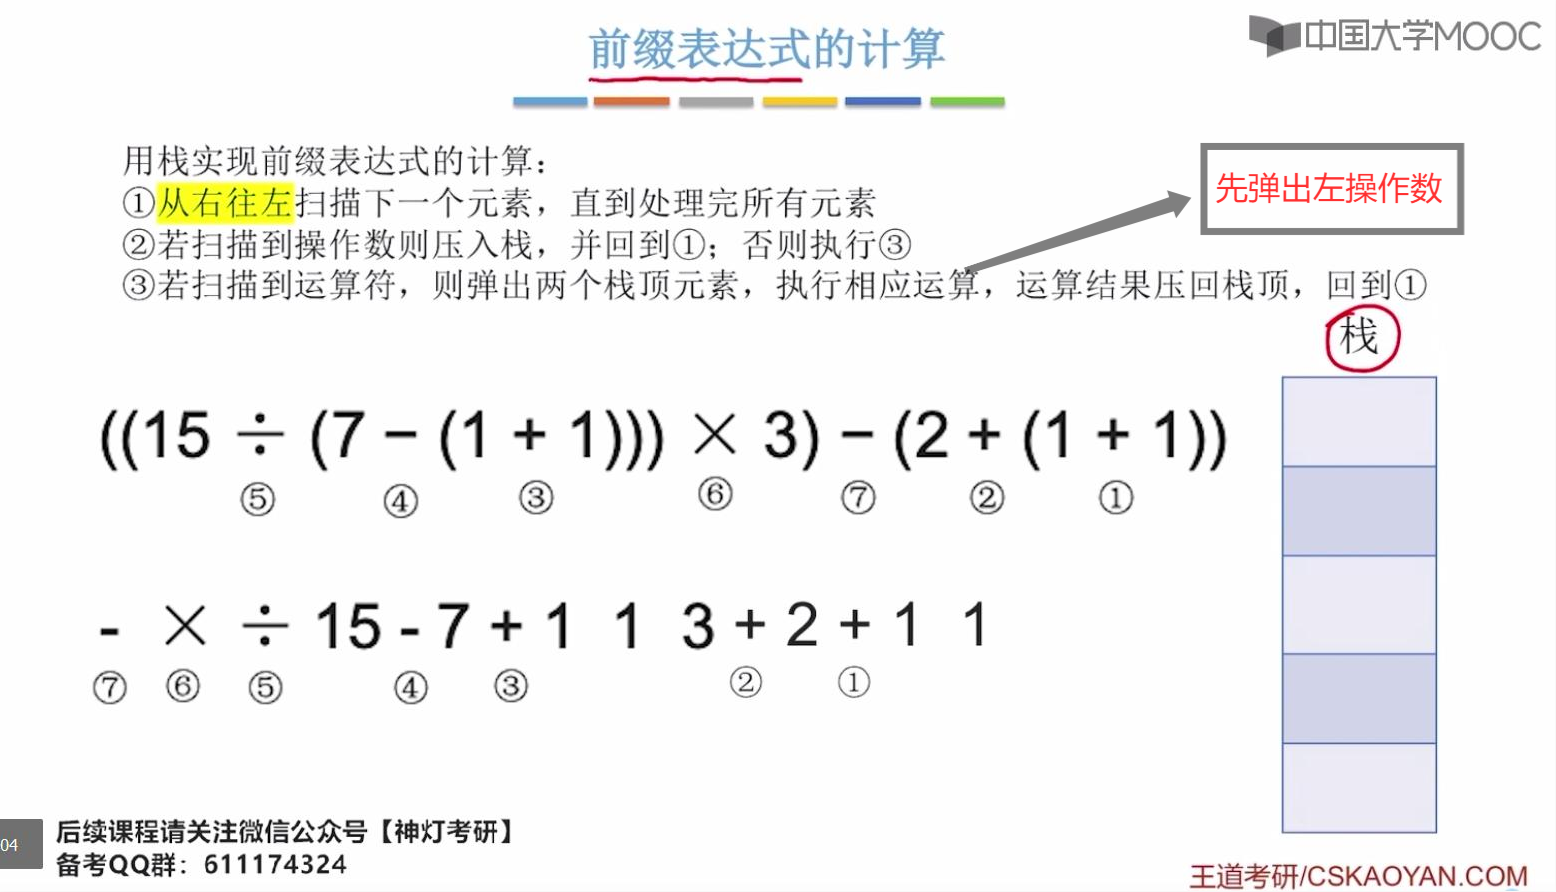 前缀表达式的计算
中国大学MOOC
用栈实现前缀表达式的计算：
①从右往左扫描下一个元素，直到处理完所有元素
②若扫描到操作数则压入栈，并回到①；否则执行③
③若扫描到运算符，则弹出两个栈顶元素，执行相应运算，运算结果压回栈顶，回到①
先弹出左操作数
栈
((15 ÷ (7 − (1 + 1))) × 3) − (2 + (1 + 1))
⑤ ④ ③ ⑥ ⑦ ② ①
- × ÷ 15 - 7 + 1 1 3 + 2 + 1 1
⑦ ⑥ ⑤ ④ ③ ② ①
04
后续课程请关注微信公众号【神灯考研】
备考QQ群：611174324
王道考研/CSKAOYAN.COM